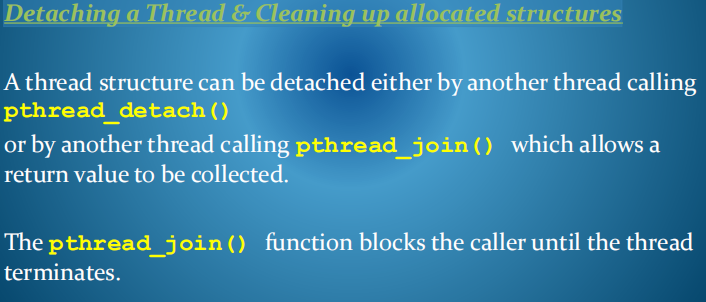 Detaching a Thread & Cleaning up allocated structures
A thread structure can be detached either by another thread calling
pthread_detach()
or by another thread calling pthread_join() which allows a
return value to be collected.
The pthread_join() function blocks the caller until the thread
terminates.